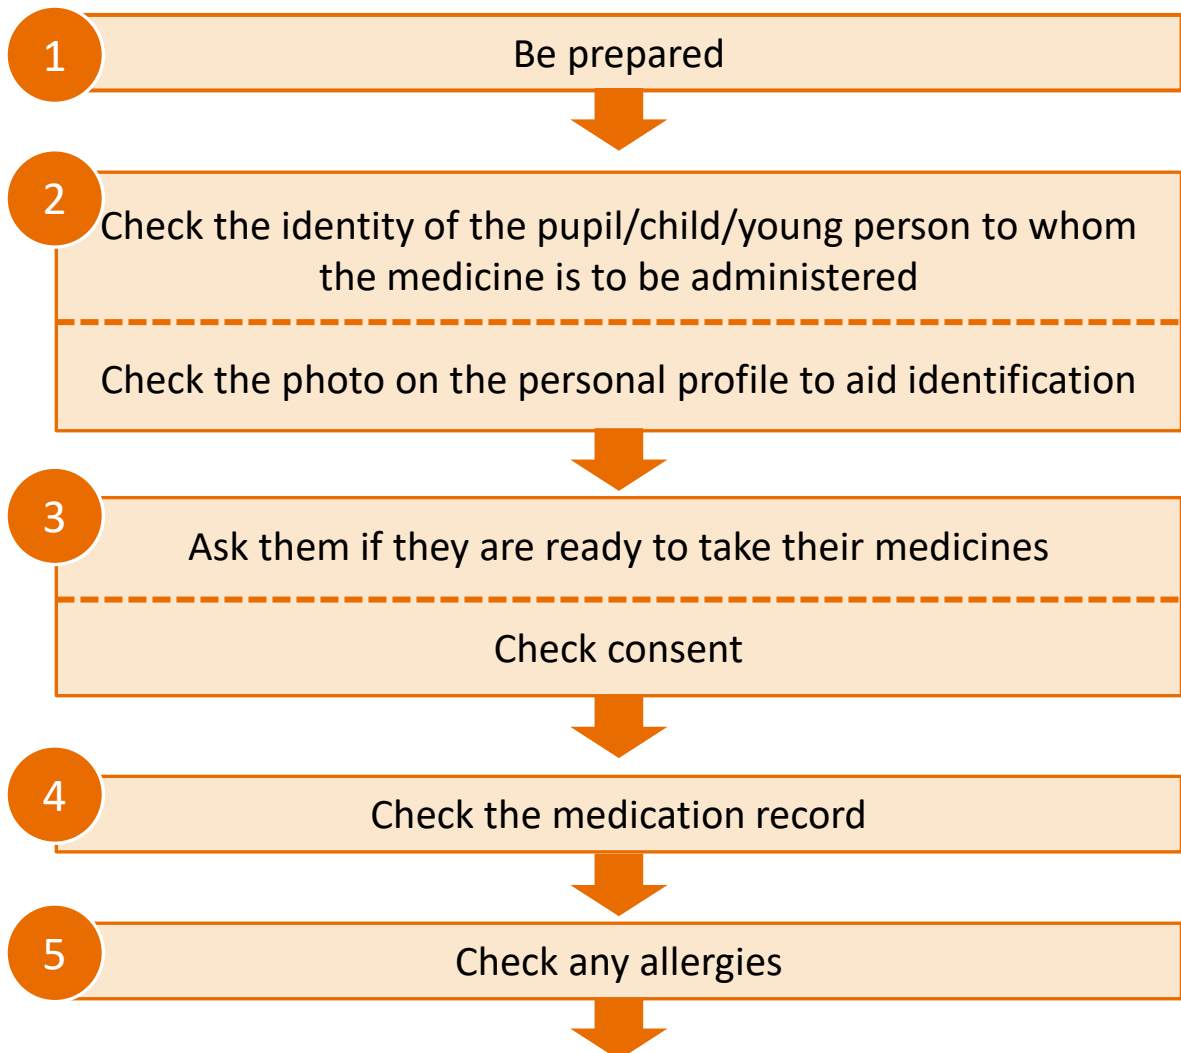 1
Be prepared
2
Check the identity of the pupil/child/young person to whom
the medicine is to be administered
Check the photo on the personal profile to aid identification
3
Ask them if they are ready to take their medicines
Check consent
4
Check the medication record
5
Check any allergies